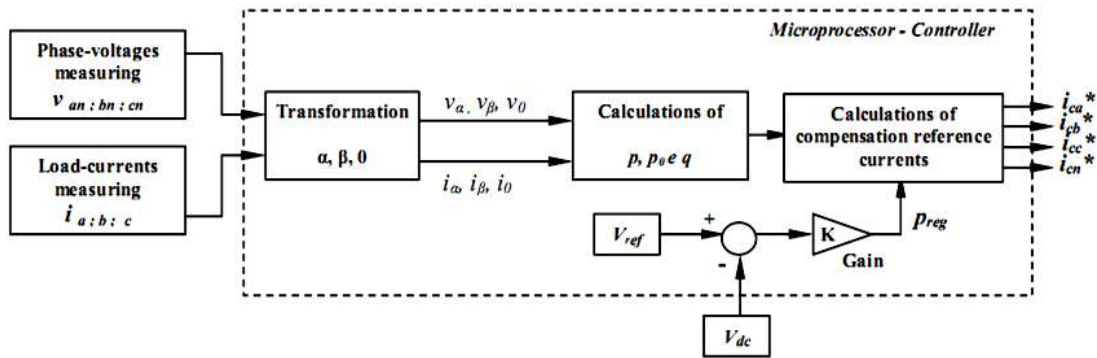 Microprocessor - Controller
Phase-voltages
measuring
v an ; bn ; cn
Load-currents
measuring
i a ; b ; c
Transformation
α, β, 0
vα, vβ, v0
iα, iβ, i0
Calculations of
p, p0 e q
Calculations of
compensation reference
currents
ica*
icb*
icc*
icn*
Vref
+
-
K
Gain
preg
Vdc